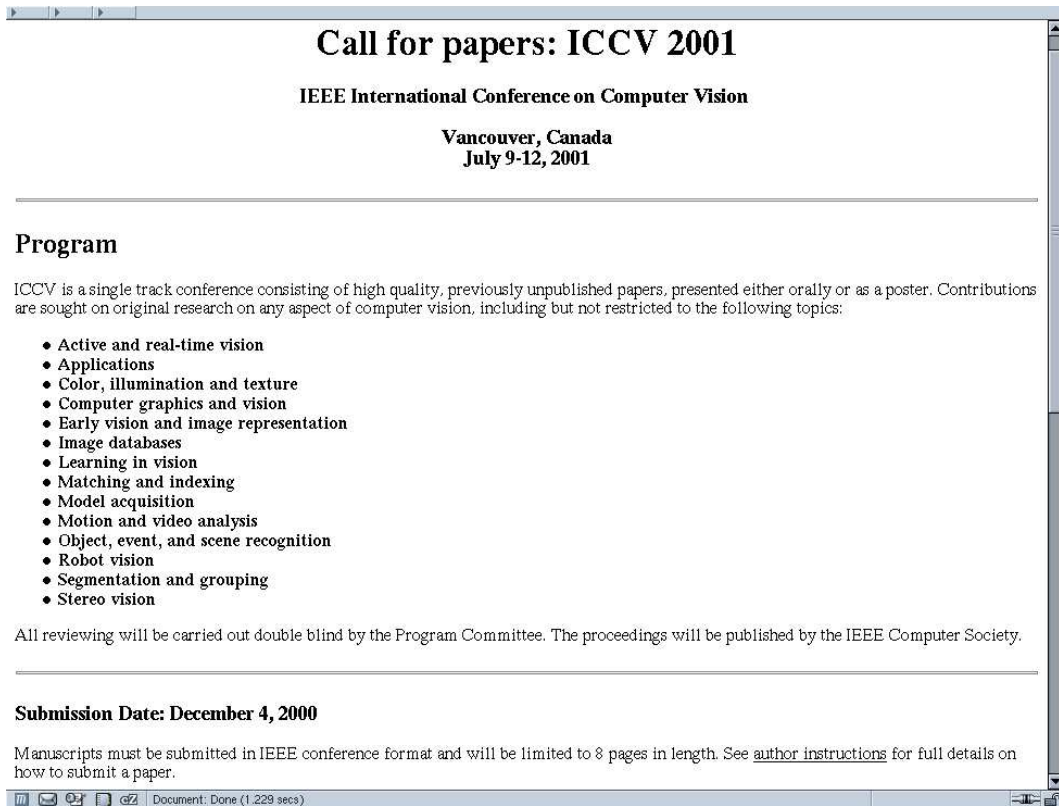 Call for papers: ICCV 2001
IEEE International Conference on Computer Vision
Vancouver, Canada
July 9-12, 2001
Program
ICCV is a single track conference consisting of high quality, previously unpublished papers, presented either orally or as a poster. Contributions
are sought on original research on any aspect of computer vision, including but not restricted to the following topics:
• Active and real-time vision
• Applications
• Color, illumination and texture
• Computer graphics and vision
• Early vision and image representation
• Image databases
• Learning in vision
• Matching and indexing
• Model acquisition
• Motion and video analysis
• Object, event, and scene recognition
• Robot vision
• Segmentation and grouping
• Stereo vision
All reviewing will be carried out double blind by the Program Committee. The proceedings will be published by the IEEE Computer Society.
Submission Date: December 4, 2000
Manuscripts must be submitted in IEEE conference format and will be limited to 8 pages in length. See author instructions for full details on
how to submit a paper.
Document: Done (1.229 secs)